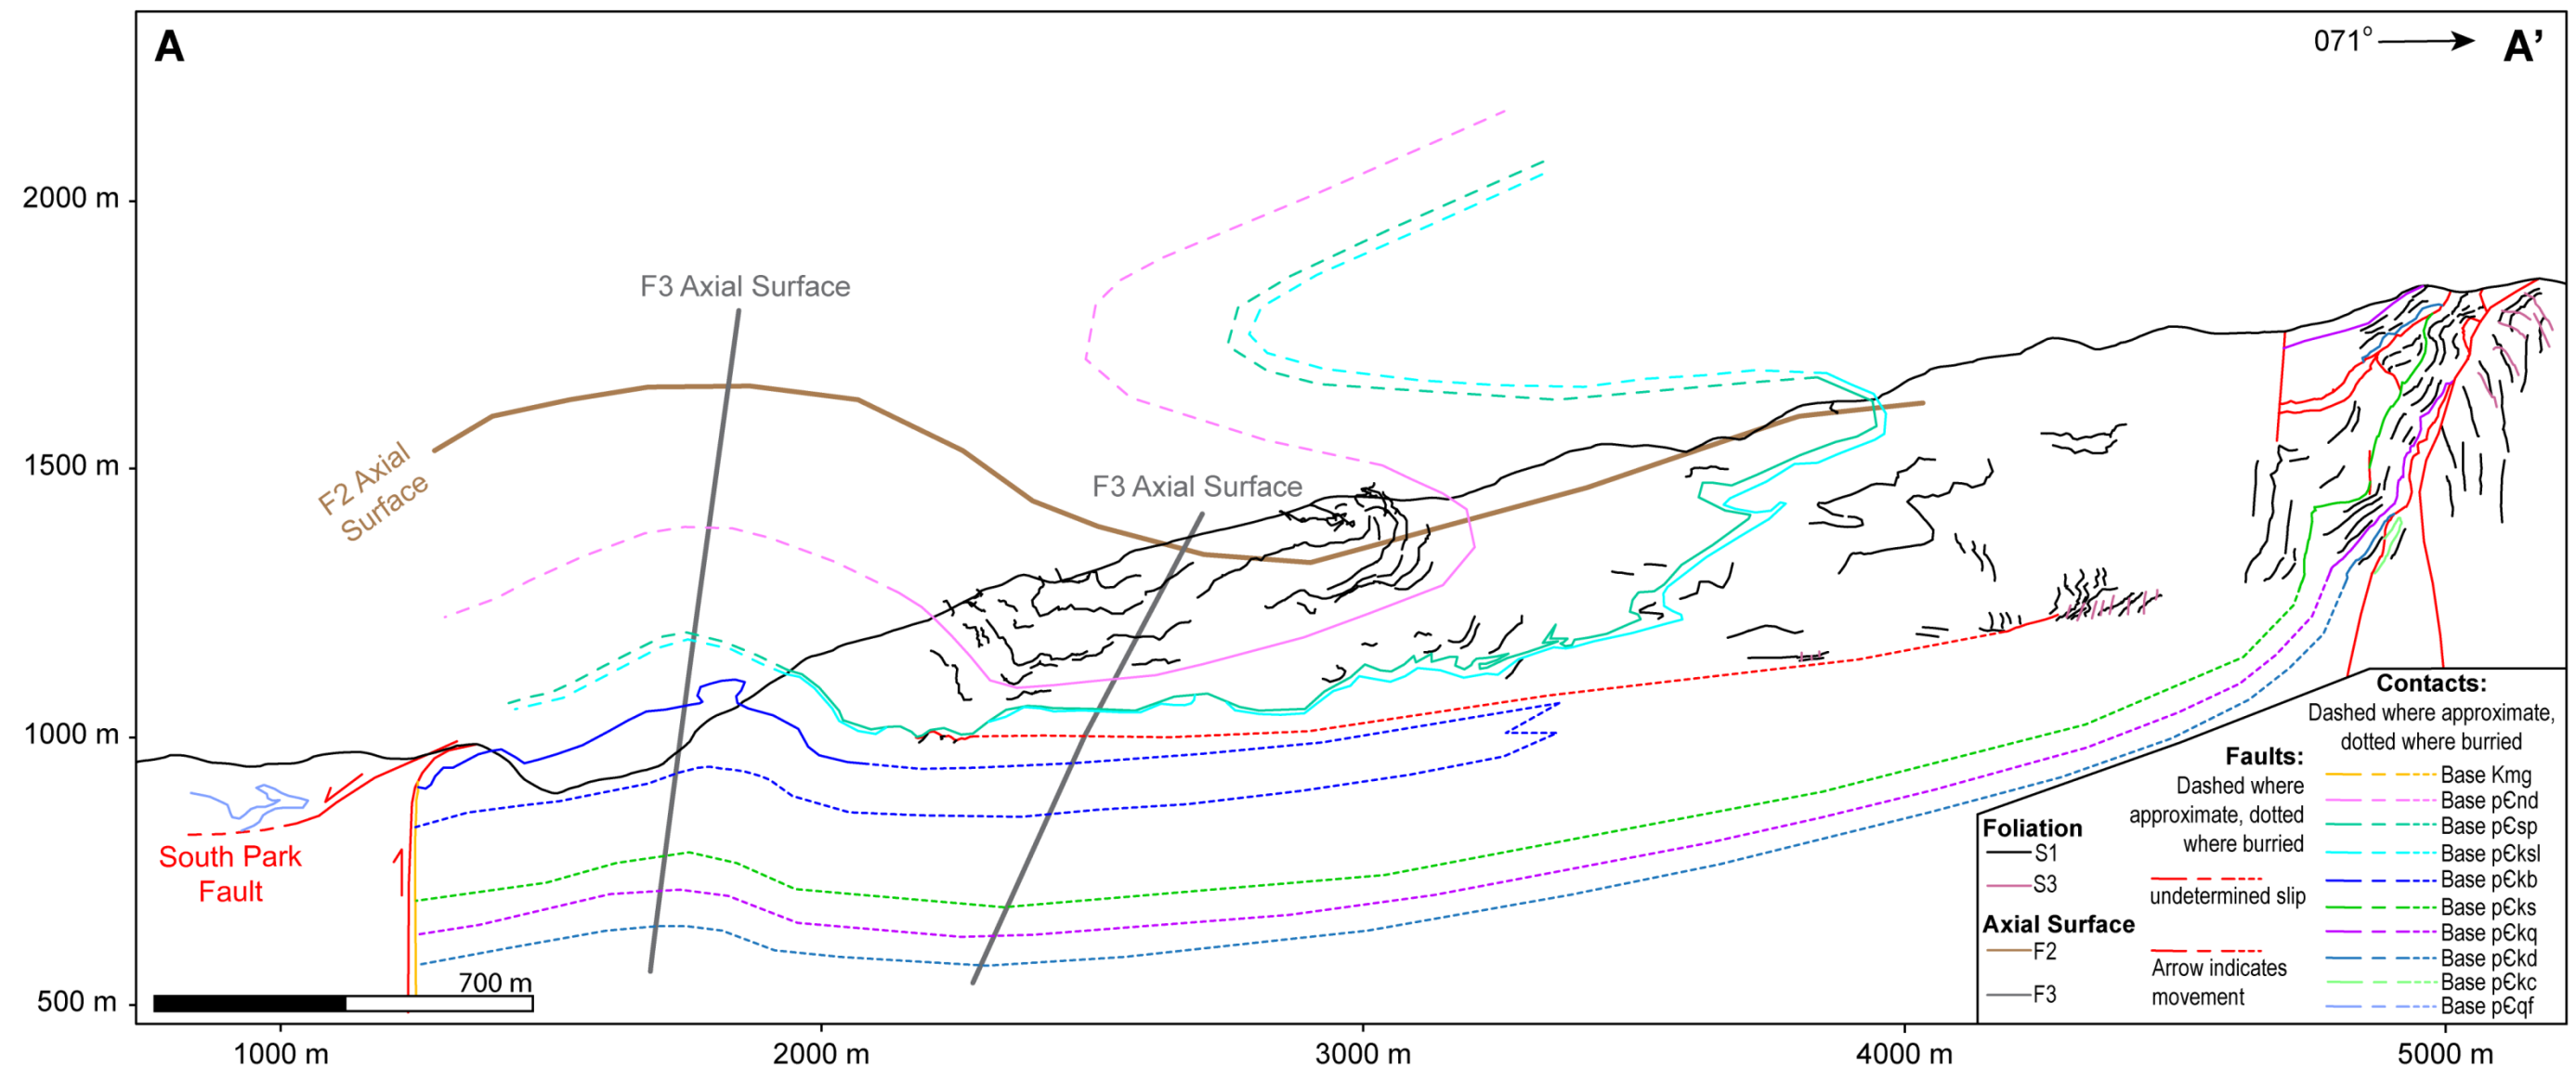 A
071° A’
2000 m
1500 m
1000 m
500 m
F3 Axial Surface
F2 Axial
Surface
F3 Axial Surface
South Park
Fault
700 m
1000 m
2000 m
3000 m
4000 m
5000 m
Contacts:
Dashed where approximate,
dotted where burried
Faults:
Dashed where
approximate, dotted
where burried
undetermined slip
Arrow indicates
movement
Foliation
S1
S3
Axial Surface
F2
F3
Base Kmg
Base pЄnd
Base pЄsp
Base pЄksl
Base pЄkb
Base pЄks
Base pЄkq
Base pЄkd
Base pЄkc
Base pЄqf